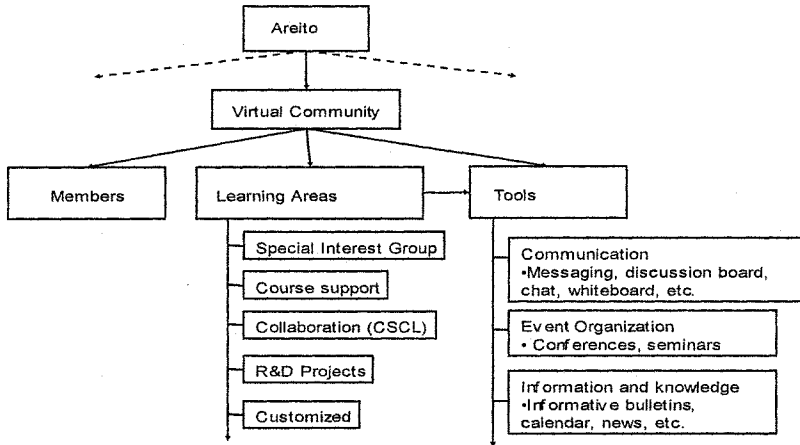 Areito
Virtual Community
Members
Learning Areas
Tools
Special Interest Group
Course support
Collaboration (CSCL)
R&D Projects
Customized
Communication
•Messaging, discussion board,
chat, whiteboard, etc.
Event Organization
• Conferences, seminars
Information and knowledge
•Informative bulletins,
calendar, news, etc.